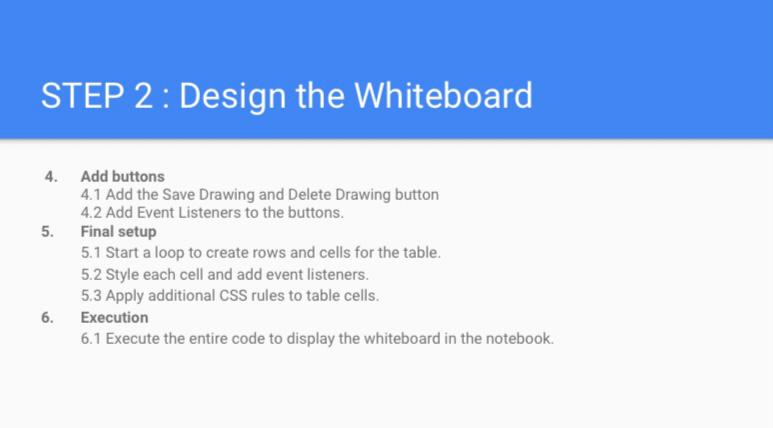 STEP 2 : Design the Whiteboard
4. Add buttons
4.1 Add the Save Drawing and Delete Drawing button
4.2 Add Event Listeners to the buttons.
5. Final setup
5.1 Start a loop to create rows and cells for the table.
5.2 Style each cell and add event listeners.
5.3 Apply additional CSS rules to table cells.
6. Execution
6.1 Execute the entire code to display the whiteboard in the notebook.